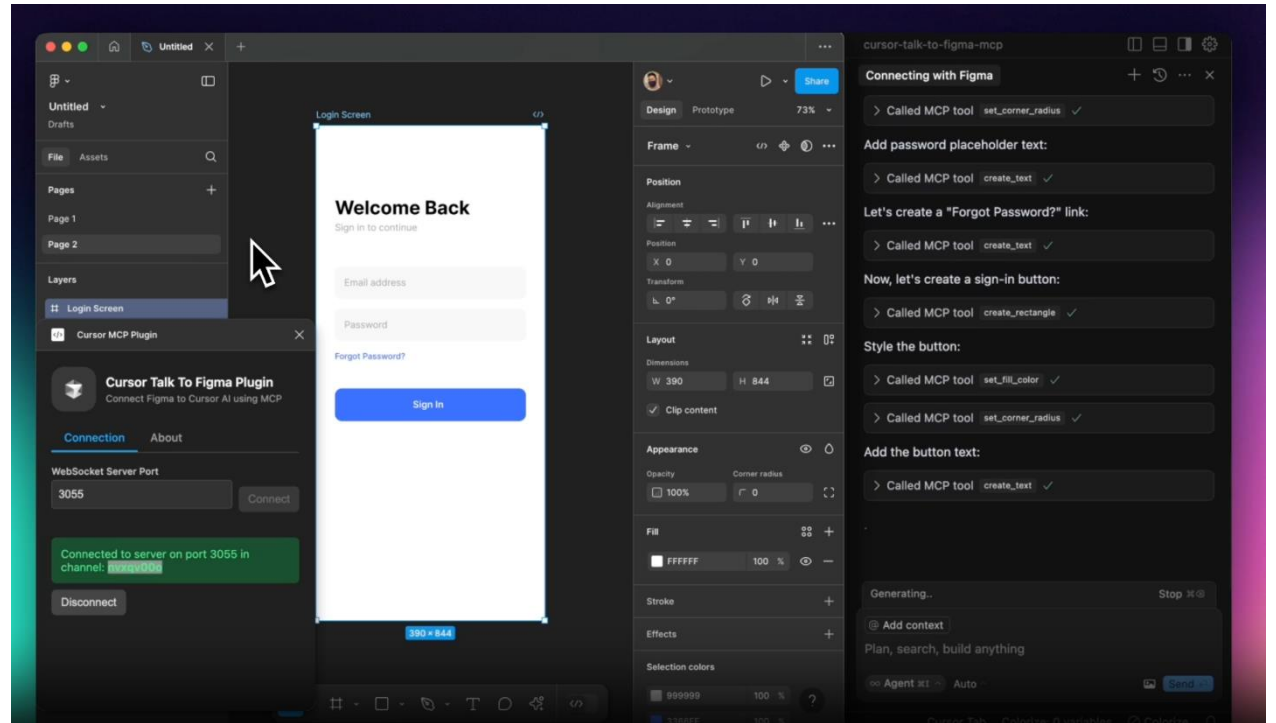 Untitled
Untitled
Drafts
File Assets
Pages
Page 1
Page 2
Layers
Login Screen
Cursor MCP Plugin
Cursor Talk To Figma Plugin
Connect Figma to Cursor AI using MCP
Connection About
WebSocket Server Port
3055
Connect
Connected to server on port 3055 in
channel:
Disconnect
Login Screen
Welcome Back
Sign in to continue
Email address
Password
Forgot Password?
Sign In
390 × 844
Share
Design Prototype 73%
Frame
Position
Alignment
Position
X 0 Y 0
Transform
0°
Layout
Dimensions
W 390 H 844
Clip content
Appearance
Opacity Corner radius
100% 0
Fill
FFFFFF 100 %
Stroke
Effects
Selection colors
999999 100 %
?
cursor-talk-to-figma-mcp
Connecting with Figma
Called MCP tool set_corner_radius
Add password placeholder text:
Called MCP tool create_text
Let's create a "Forgot Password?" link:
Called MCP tool create_text
Now, let's create a sign-in button:
Called MCP tool create_rectangle
Style the button:
Called MCP tool set_fill_color
Called MCP tool set_corner_radius
Add the button text:
Called MCP tool create_text
Generating..
Stop
@ Add context
Plan, search, build anything
Agent ⌘I Auto
Send